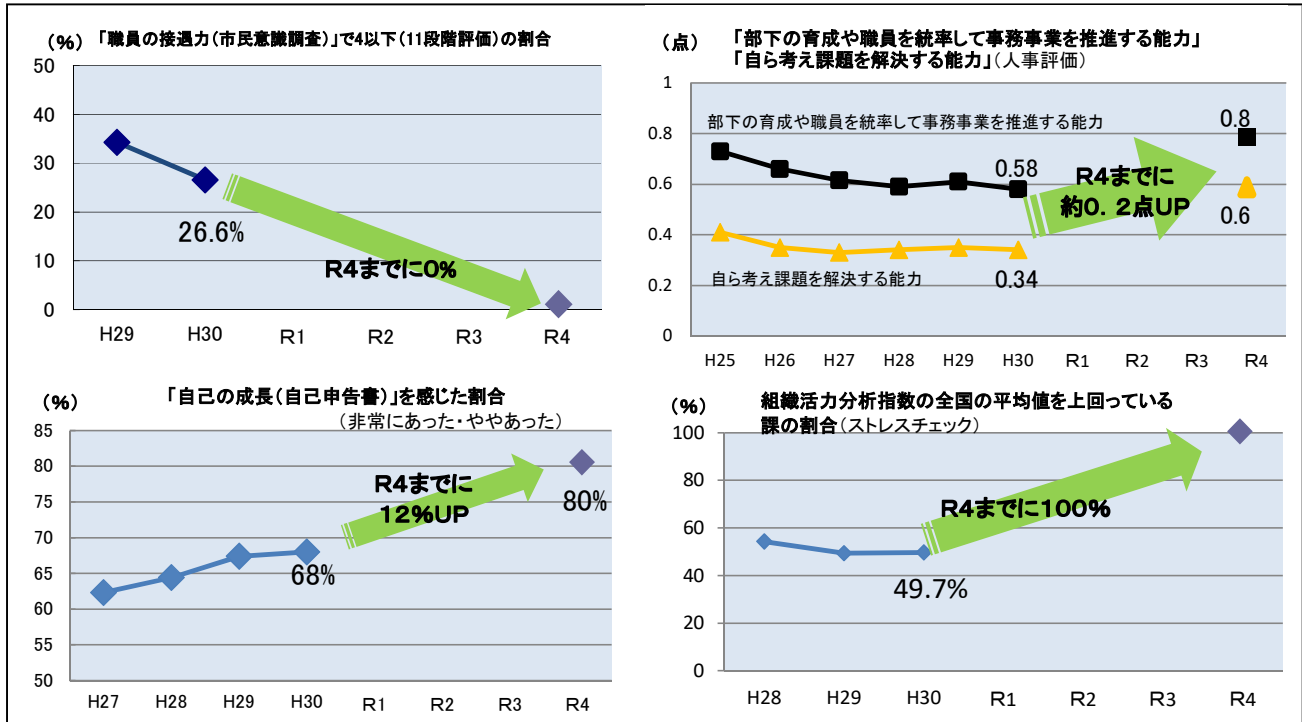 (%)
「職員の接遇力(市民意識調査)」で4以下(11段階評価)の割合
50
40
30
20
10
0
26.6%
R4までに0%
H29 H30 R1 R2 R3 R4
(点)
「部下の育成や職員を統率して事務事業を推進する能力」
「自ら考え課題を解決する能力」(人事評価)
1
0.8
0.6
0.4
0.2
0
部下の育成や職員を統率して事務事業を推進する能力
0.58
0.8
R4までに
約0.2点UP
0.6
0.34
自ら考え課題を解決する能力
H25 H26 H27 H28 H29 H30 R1 R2 R3 R4
(%)
「自己の成長(自己申告書)」を感じた割合
(非常にあった・ややあった)
85
80
75
70
65
60
55
50
R4までに
12%UP
80%
68%
H27 H28 H29 H30 R1 R2 R3 R4
(%)
組織活力分析指数の全国の平均値を上回っている
課の割合(ストレスチェック)
100
80
60
40
20
0
R4までに100%
49.7%
H28 H29 H30 R1 R2 R3 R4